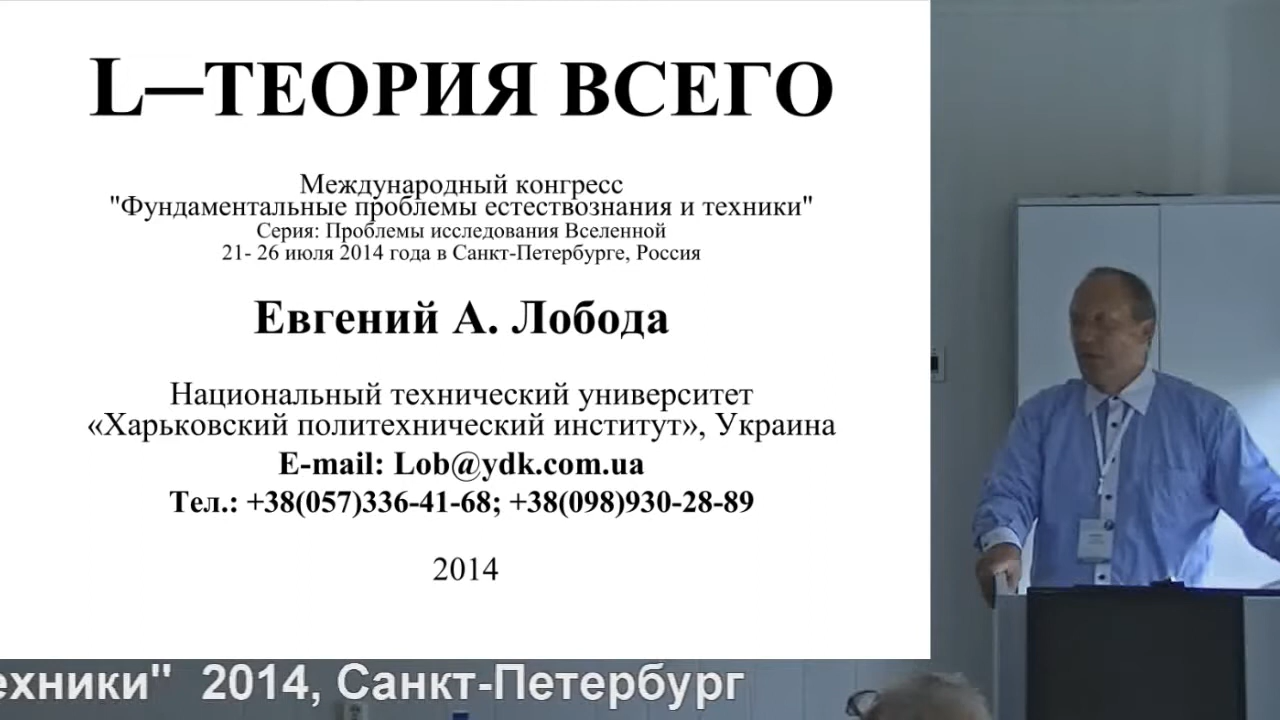 L—ТЕОРИЯ ВСЕГО
Международный конгресс
"Фундаментальные проблемы естествознания и техники"
Серия: Проблемы исследования Вселенной
21- 26 июля 2014 года в Санкт-Петербурге, Россия
Евгений А. Лобода
Национальный технический университет
«Харьковский политехнический институт», Украина
E-mail: Lob@ydk.com.ua
Тел.: +38(057)336-41-68; +38(098)930-28-89
2014
ехники" 2014, Санкт-Петербург